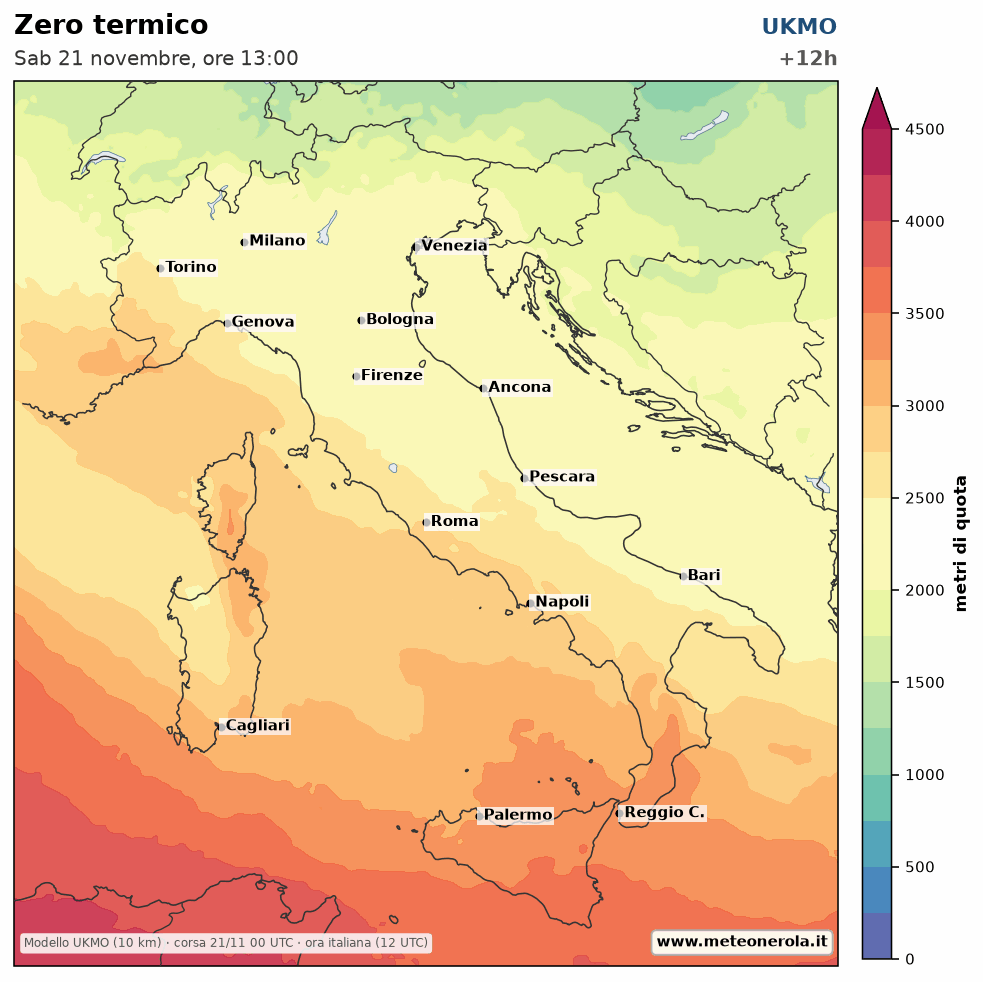 Zero termico
UKMO
Sab 21 novembre, ore 13:00
+12h
Milano
Venezia
Torino
Genova
Bologna
Firenze
Ancona
Pescara
Roma
Bari
Napoli
Cagliari
Palermo
Reggio C.
4500
4000
3500
3000
2500
2000
1500
1000
500
0
metri di quota
Modello UKMO (10 km) · corsa 21/11 00 UTC · ora italiana (12 UTC)
www.meteonerola.it